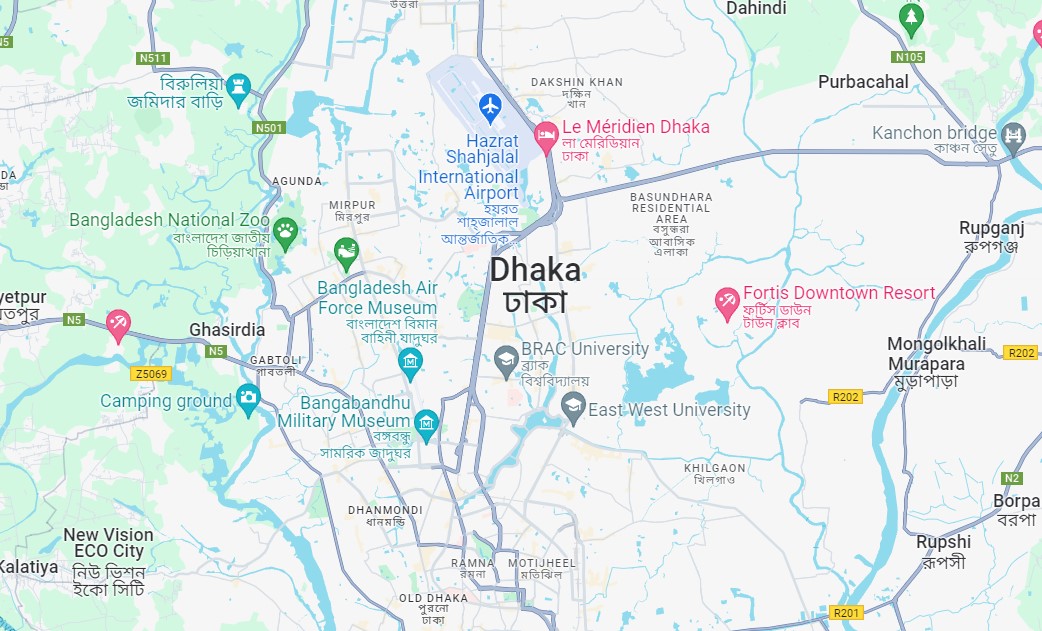 উত্তরা
Dahindi
N5
N511
N105
বিরুলিয়া
জমিদার বাড়ি
DAKSHIN KHAN
দক্ষিন
খান
Purbacahal
N501
Le Méridien Dhaka
লা মেরিডিয়ান
ঢাকা
Hazrat
Shahjalal
International
Airport
হযরত
শাহজালাল
আন্তর্জাতিক...
Kanchon bridge
কাঞ্চন সেতু
AGUNDA
MIRPUR
মিরপুর
BASUNDHARA
RESIDENTIAL
AREA
বসুন্ধরা
আবাসিক
এলাকা
Bangladesh National Zoo
বাংলাদেশ জাতীয়
চিড়িয়াখানা
Rupganj
রুপগঞ্জ
Dhaka
ঢাকা
Bangladesh Air
Force Museum
বাংলাদেশ বিমান
বাহিনী যাদুঘর
yetpur
Fortis Downtown Resort
ফর্টিস ডাউন
টাউন ক্লাব
N5
Ghasirdia
N5
GABTOLI
গাবতলী
Z5069
BRAC University
ব্র্যাক
বিশ্ববিদ্যালয়
Mongolkhali
Murapara
মুড়াপাড়া
R202
R202
Camping ground
Bangabandhu
Military Museum
বঙ্গবন্ধু
সামরিক জাদুঘর
East West University
KHILGAON
খিলগাও
N2
DHANMONDI
ধানমন্ডি
Borpa
বরপা
New Vision
ECO City
নিউ ভিশন
ইকো সিটি
Kalatiya
Rupshi
রূপসী
RAMNA
রমনা
MOTIJHEEL
মতিঝিল
OLD DHAKA
পুরনো
ঢাকা
R201